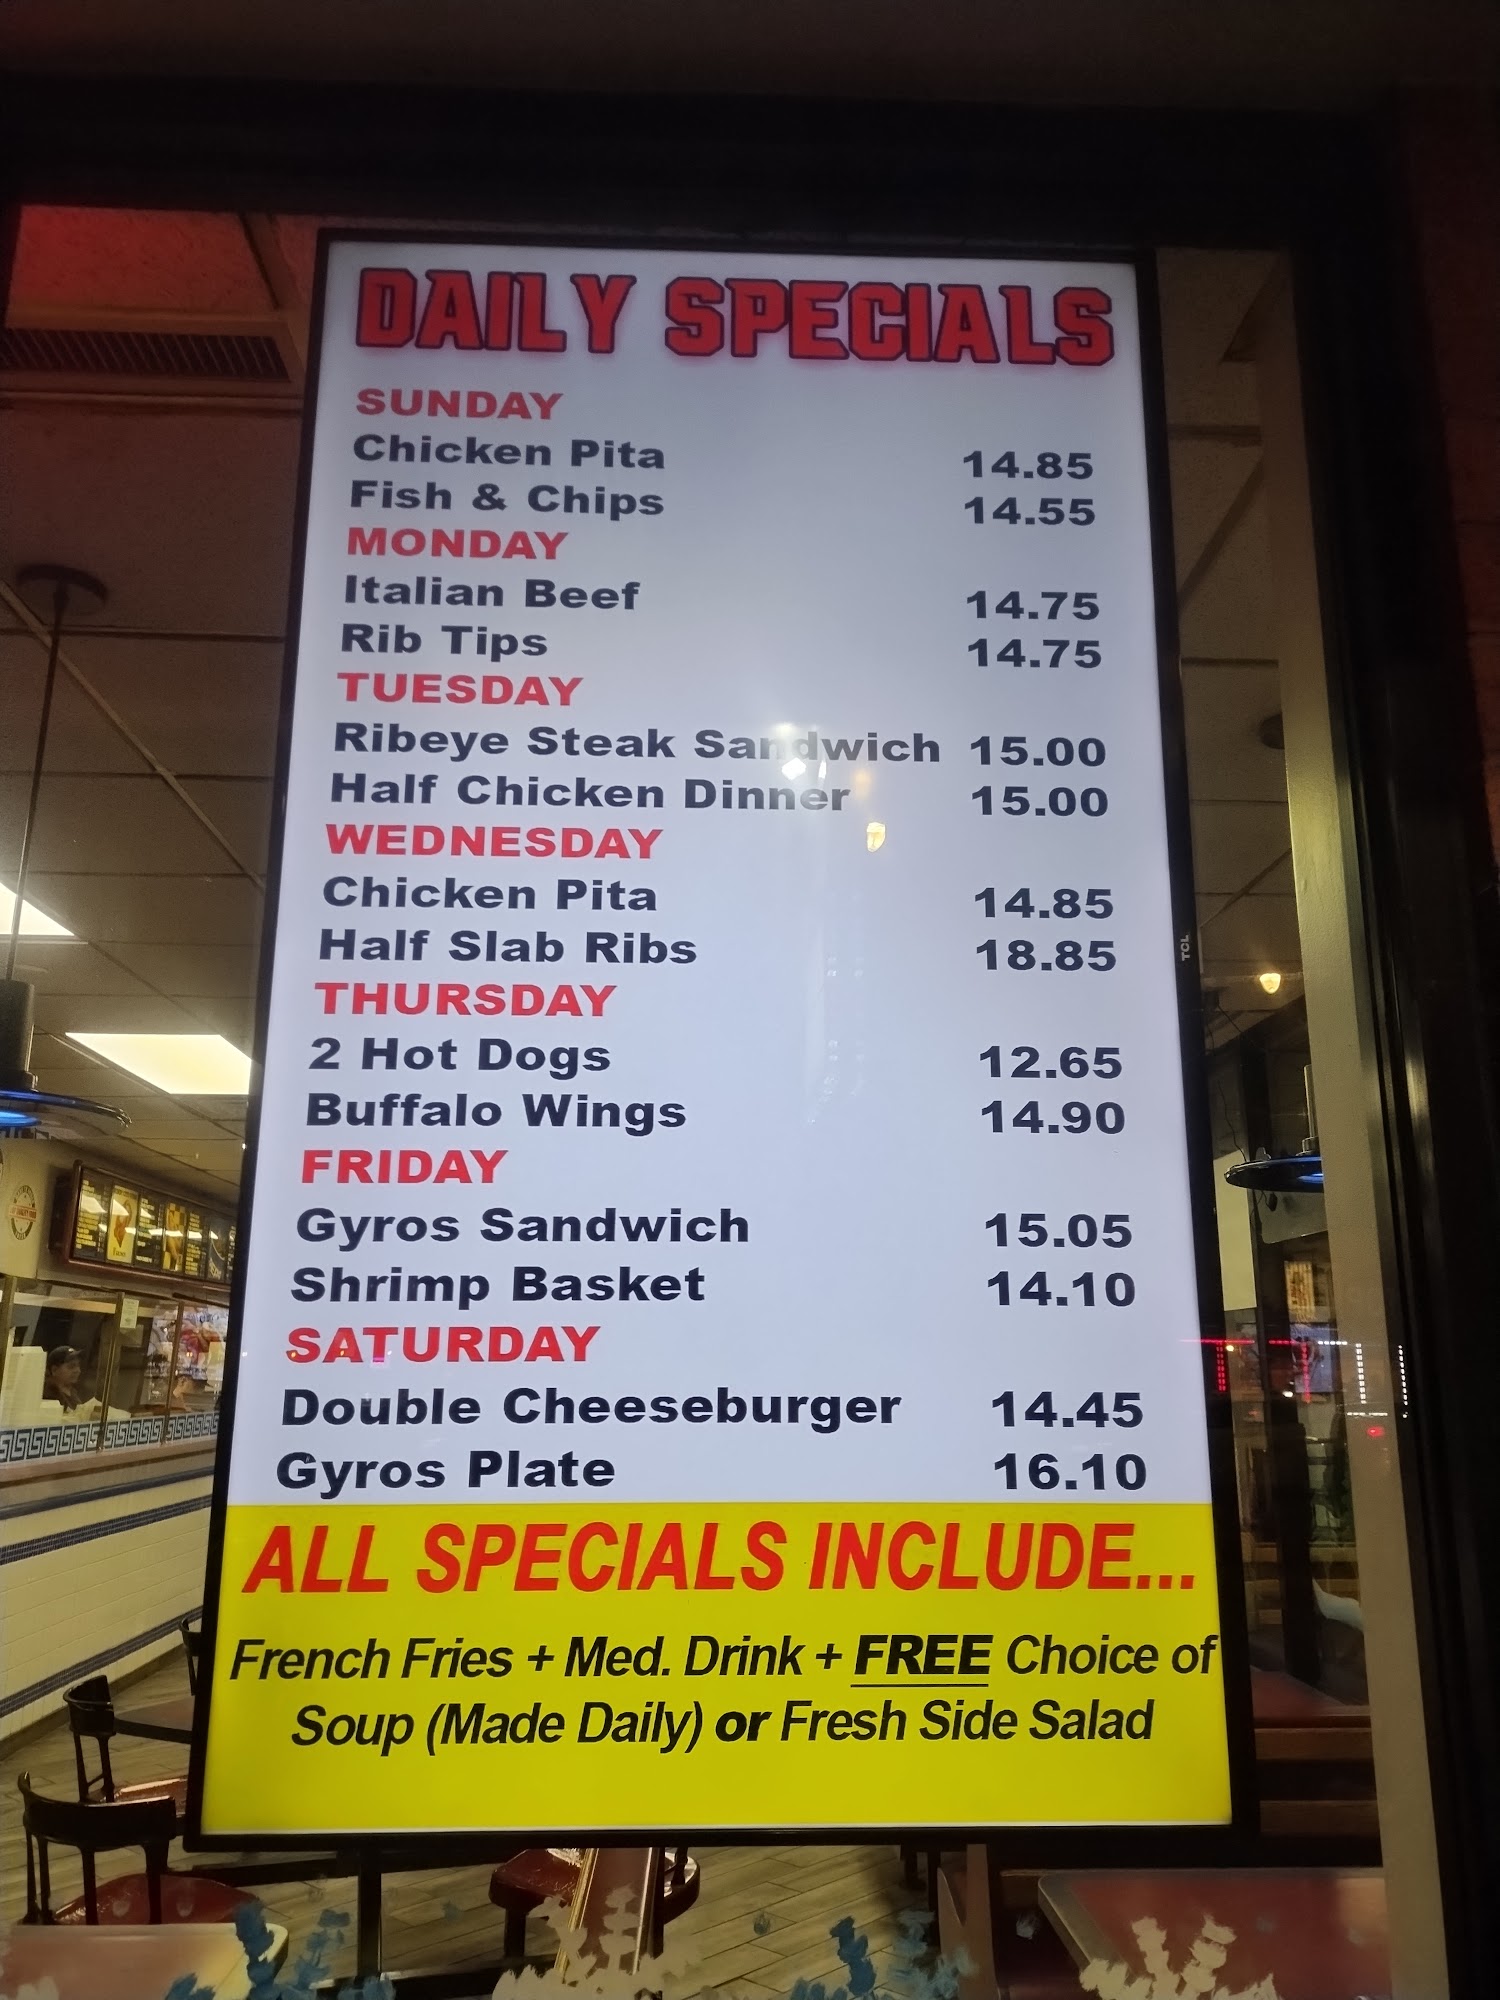 DAILY SPECIALS
SUNDAY
Chicken Pita 14.85
Fish & Chips 14.55
MONDAY
Italian Beef 14.75
Rib Tips 14.75
TUESDAY
Ribeye Steak Sandwich 15.00
Half Chicken Dinner 15.00
WEDNESDAY
Chicken Pita 14.85
Half Slab Ribs 18.85
THURSDAY
2 Hot Dogs 12.65
Buffalo Wings 14.90
FRIDAY
Gyros Sandwich 15.05
Shrimp Basket 14.10
SATURDAY
Double Cheeseburger 14.45
Gyros Plate 16.10
ALL SPECIALS INCLUDE...
French Fries + Med. Drink + FREE Choice of
Soup (Made Daily) or Fresh Side Salad
TCL